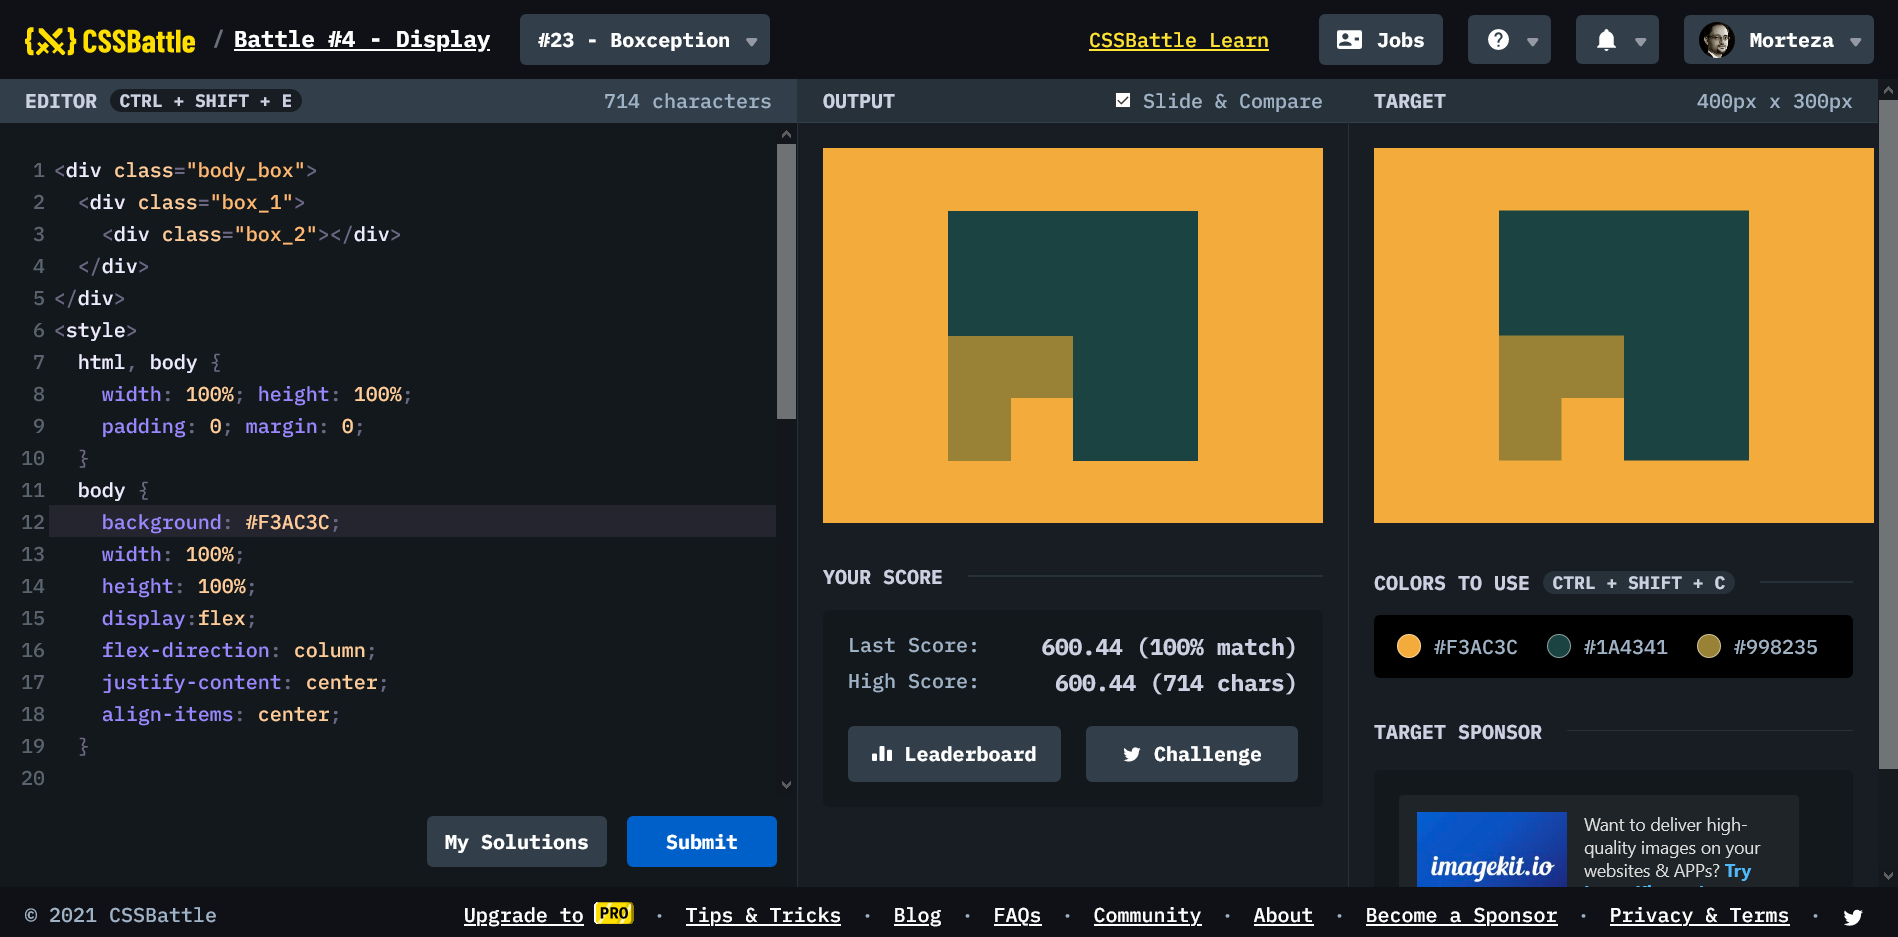 CSSBattle / Battle #4 - Display #23 - Boxception CSSBattle Learn Jobs Morteza
EDITOR CTRL + SHIFT + E 714 characters
1 <div class="body_box">
2 <div class="box_1">
3 <div class="box_2"></div>
4 </div>
5 </div>
6 <style>
7 html, body {
8 width: 100%; height: 100%;
9 padding: 0; margin: 0;
10 }
11 body {
12 background: #F3AC3C;
13 width: 100%;
14 height: 100%;
15 display:flex;
16 flex-direction: column;
17 justify-content: center;
18 align-items: center;
19 }
20
My Solutions Submit
OUTPUT Slide & Compare
YOUR SCORE
Last Score: 600.44 (100% match)
High Score: 600.44 (714 chars)
Leaderboard Challenge
TARGET 400px x 300px
COLORS TO USE CTRL + SHIFT + C
#F3AC3C #1A4341 #998235
TARGET SPONSOR
imagekit.io
Want to deliver high-
quality images on your
websites & APPs? Try
© 2021 CSSBattle Upgrade to PRO · Tips & Tricks · Blog · FAQs · Community · About · Become a Sponsor · Privacy & Terms ·